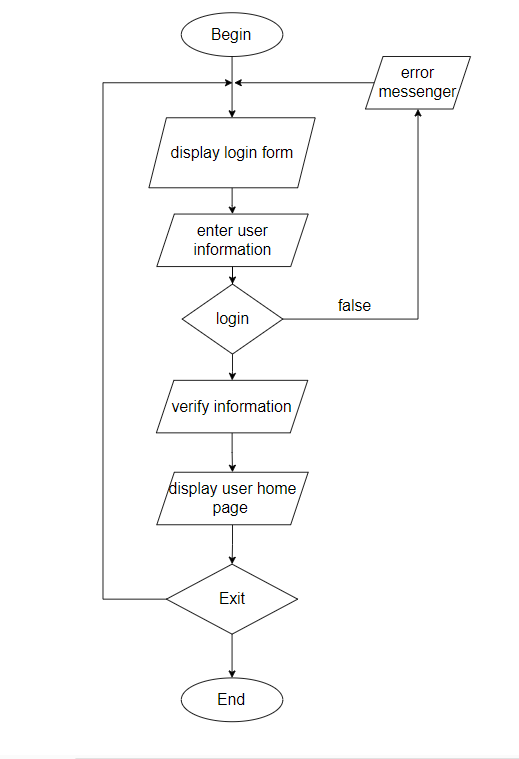 Begin
error
messenger
display login form
enter user
information
false
login
verify information
display user home
page
Exit
End